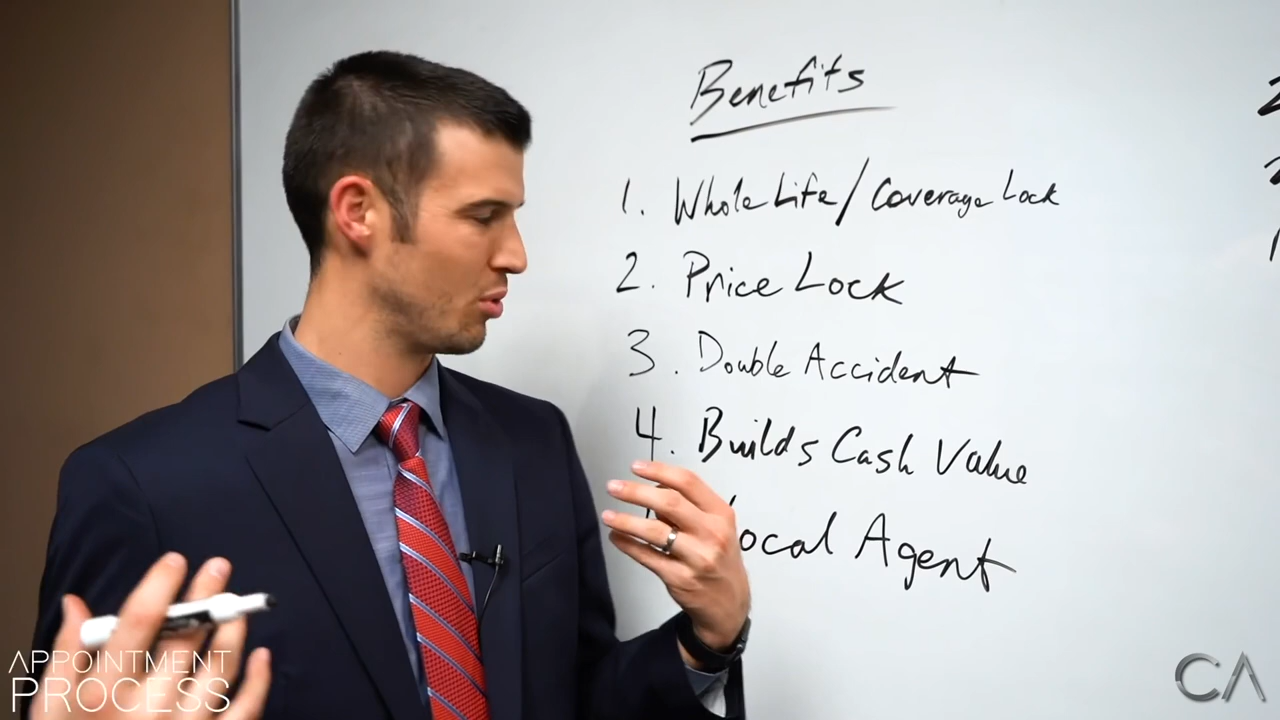 Benefits
1. Whole Life/Coverage Lock
2. Price Lock
3. Double Accident
4. Builds Cash Value
Local Agent
APPOINTMENT
PROCESS
CA